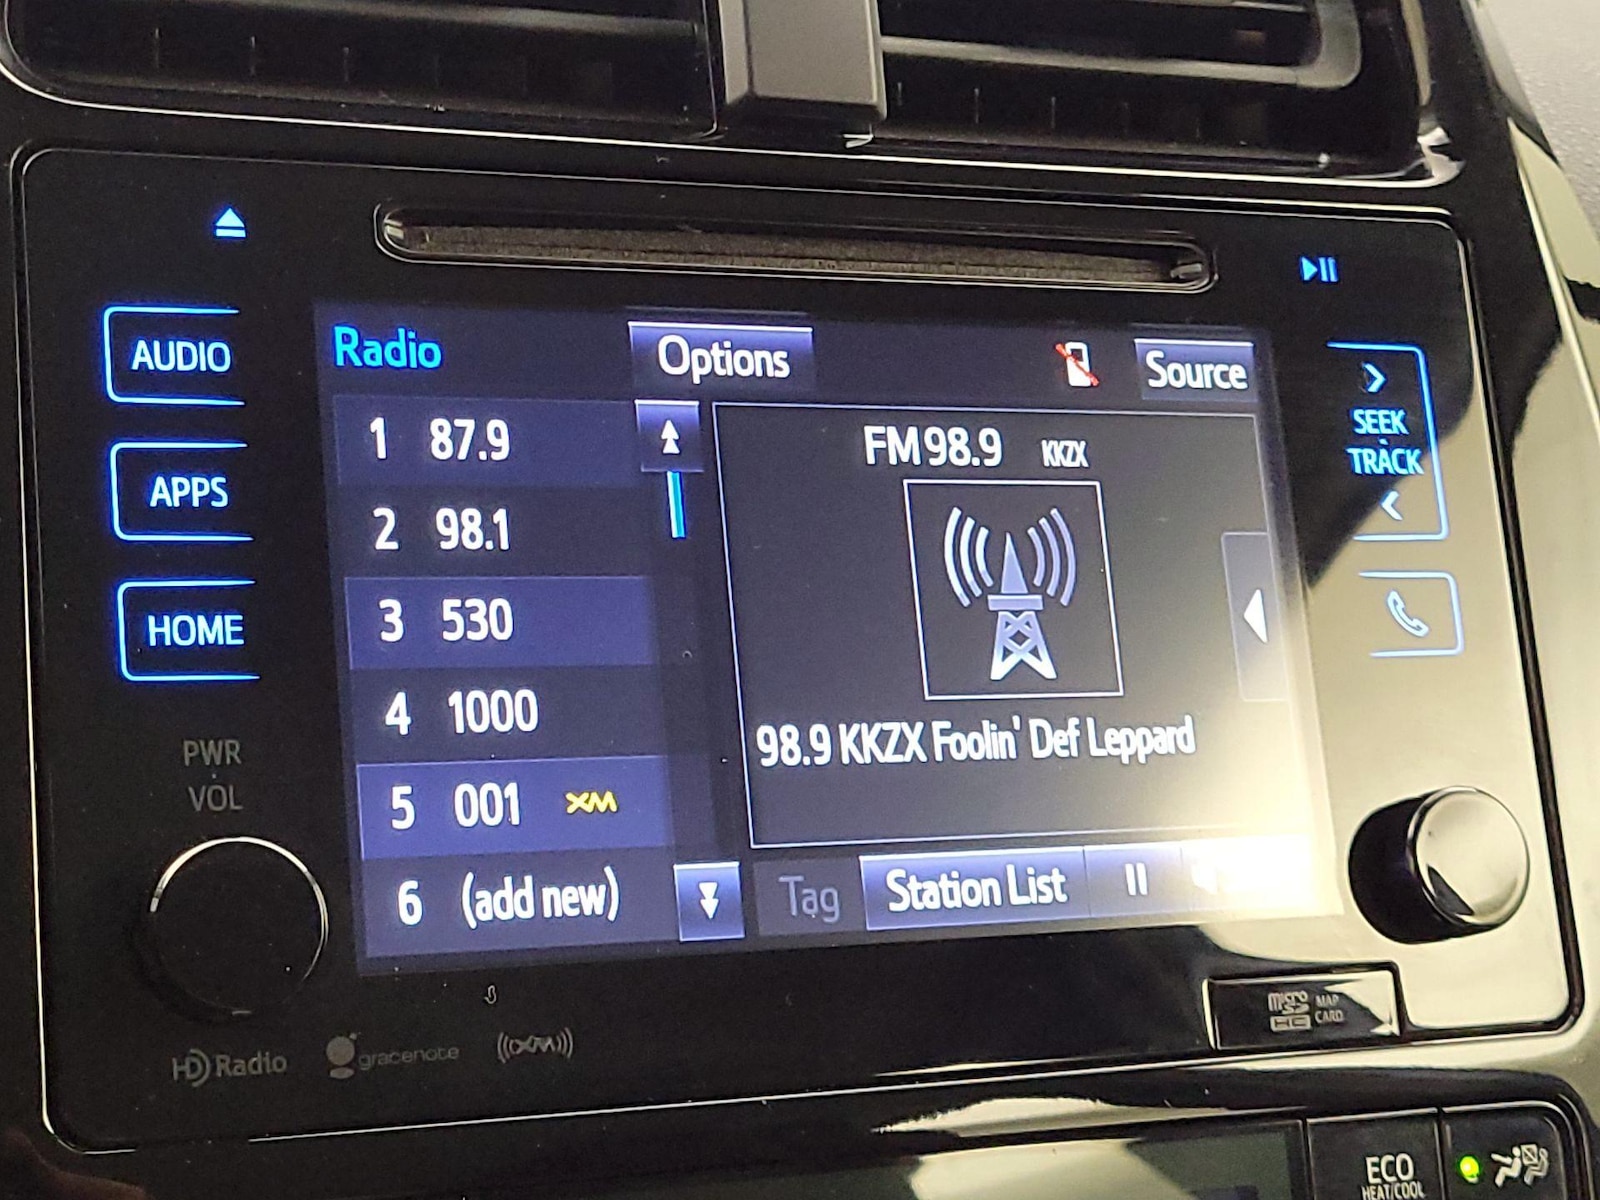 AUDIO
APPS
HOME
PWR
VOL
Radio
Options
Source
1 87.9
2 98.1
3 530
4 1000
5 001 XM
6 (add new)
FM 98.9 KKZX
98.9 KKZX Foolin' Def Leppard
Tag
Station List
SEEK
TRACK
HD Radio
gracenote
((XM))
micro
SD
HC
MAP
CARD
ECO
HEAT/COOL